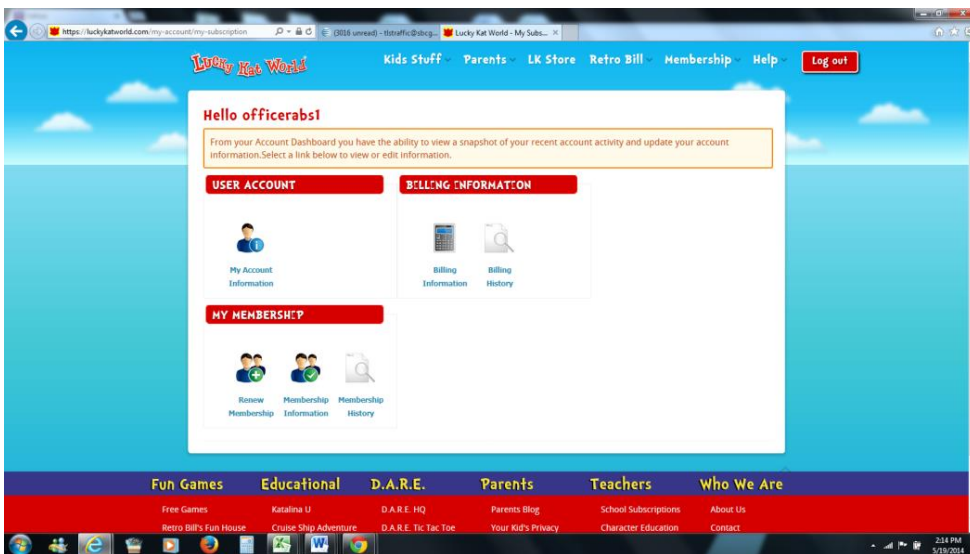 https://luckykatworld.com/my-account/my-subscription
(3016 unread) - tlstraffic@sbcg...
Lucky Kat World - My Subs...
Lucky Kat World
Kids Stuff Parents LK Store Retro Bill Membership Help Log out
Hello officerabs1
From your Account Dashboard you have the ability to view a snapshot of your recent account activity and update your account
information.Select a link below to view or edit information.
USER ACCOUNT BILLING INFORMATION
My Account
Information
Billing
Information
Billing
History
MY MEMBERSHIP
Renew
Membership
Membership
Information
Membership
History
Fun Games Educational D.A.R.E. Parents Teachers Who We Are
Free Games Katalina U D.A.R.E. HQ Parents Blog School Subscriptions About Us
Retro Bill's Fun House Cruise Ship Adventure D.A.R.E. Tic Tac Toe Your Kid's Privacy Character Education Contact
2:14 PM
5/19/2014